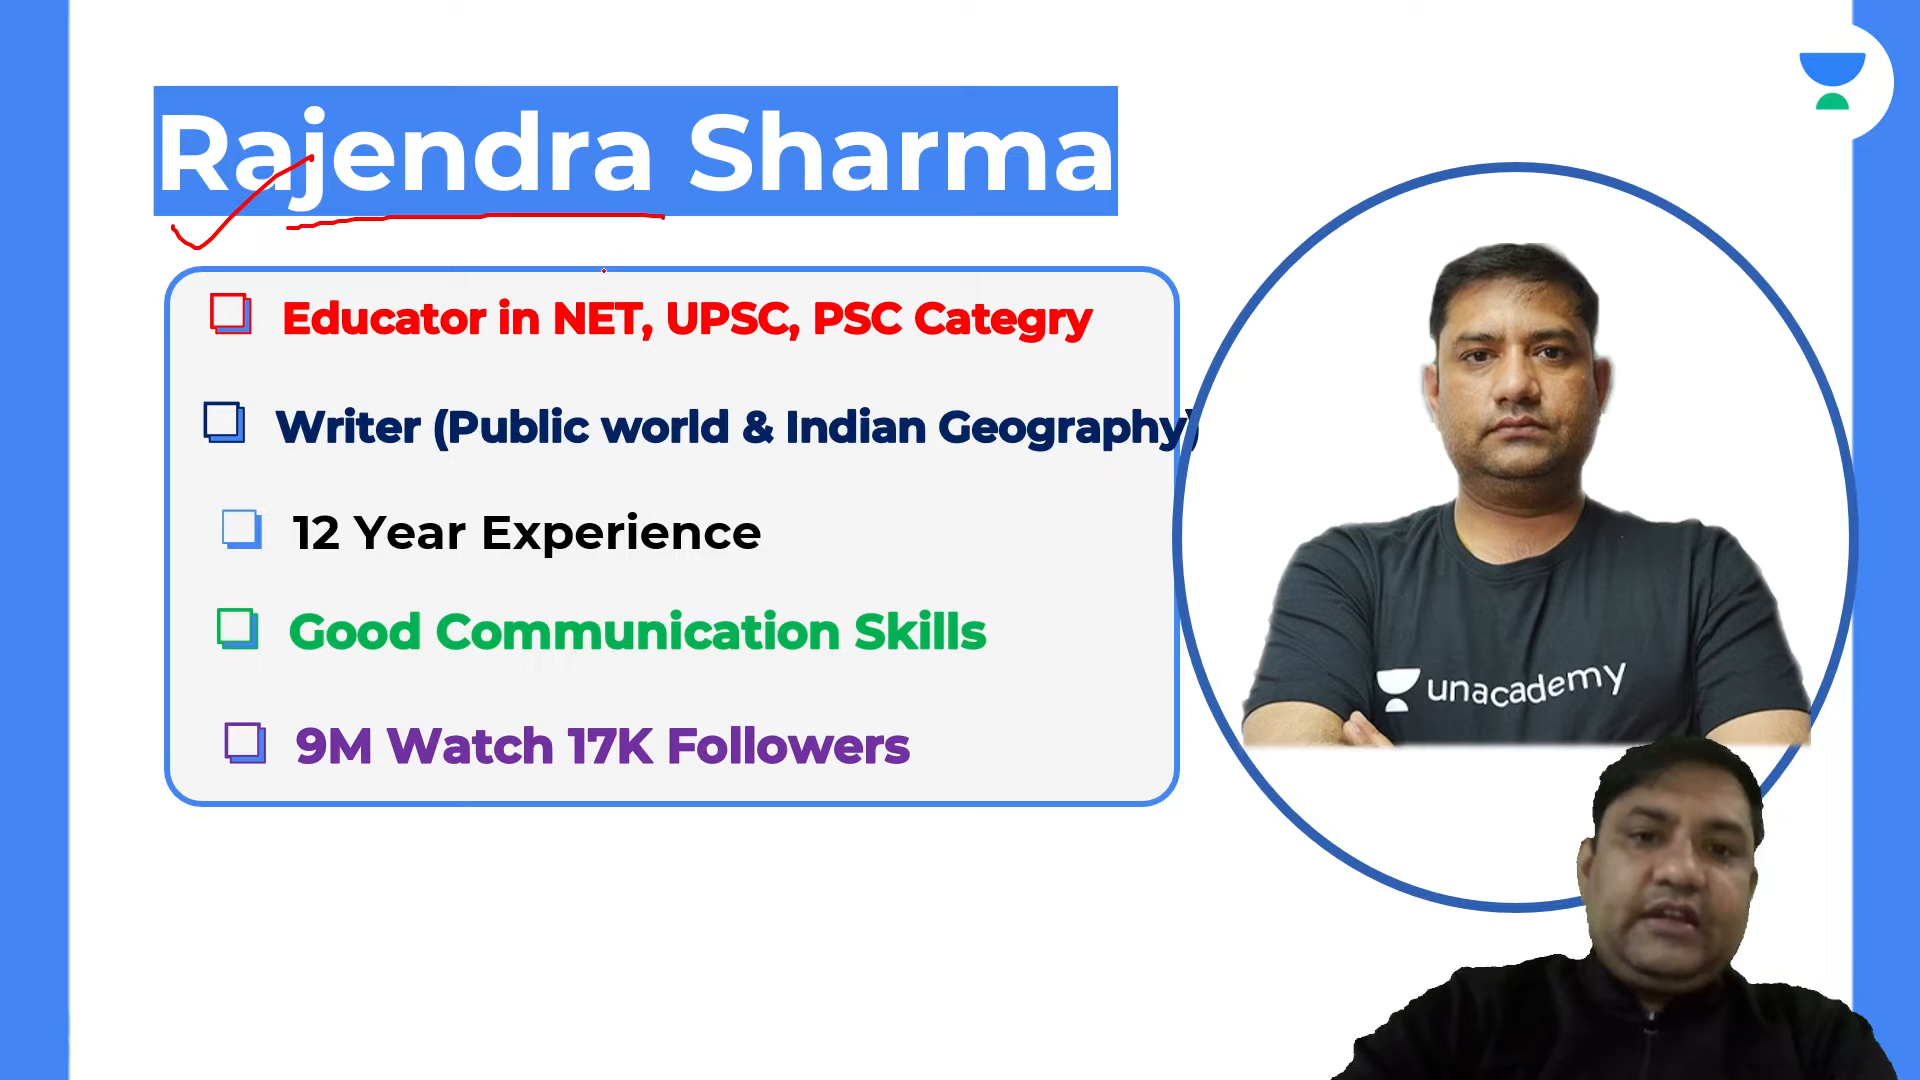 Rajendra Sharma
Educator in NET, UPSC, PSC Categry
Writer (Public world & Indian Geography)
12 Year Experience
Good Communication Skills
9M Watch 17K Followers
unacademy